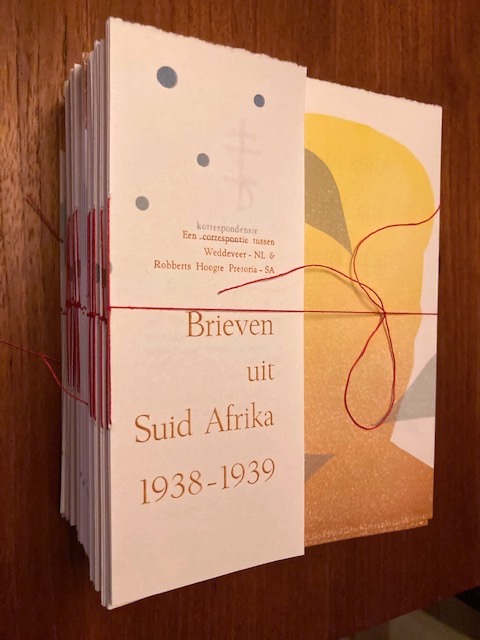 korrespondensie
Een correspontie tussen
Weddeveer - NL &
Robberts Hoogte Pretoria - SA
Brieven
uit
Suid Afrika
1938-1939